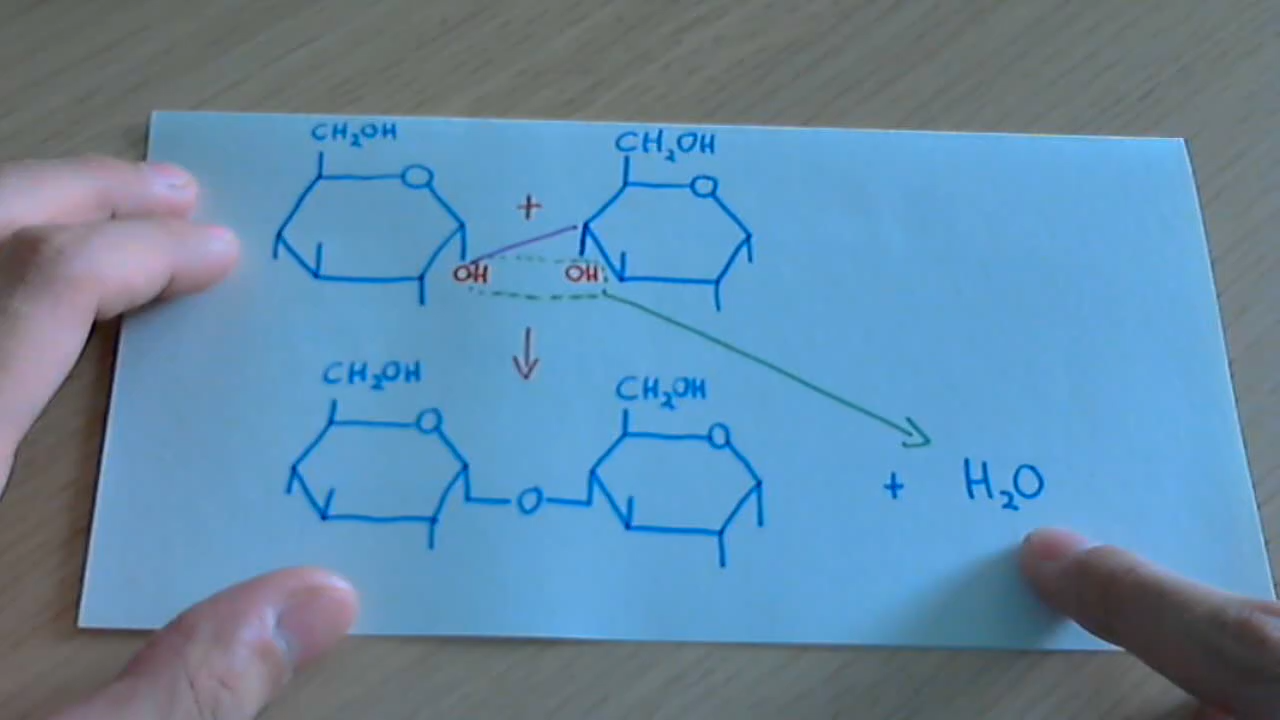 CH₂OH CH₂OH
O O
+
OH OH
CH₂OH CH₂OH
O O
O + H₂O